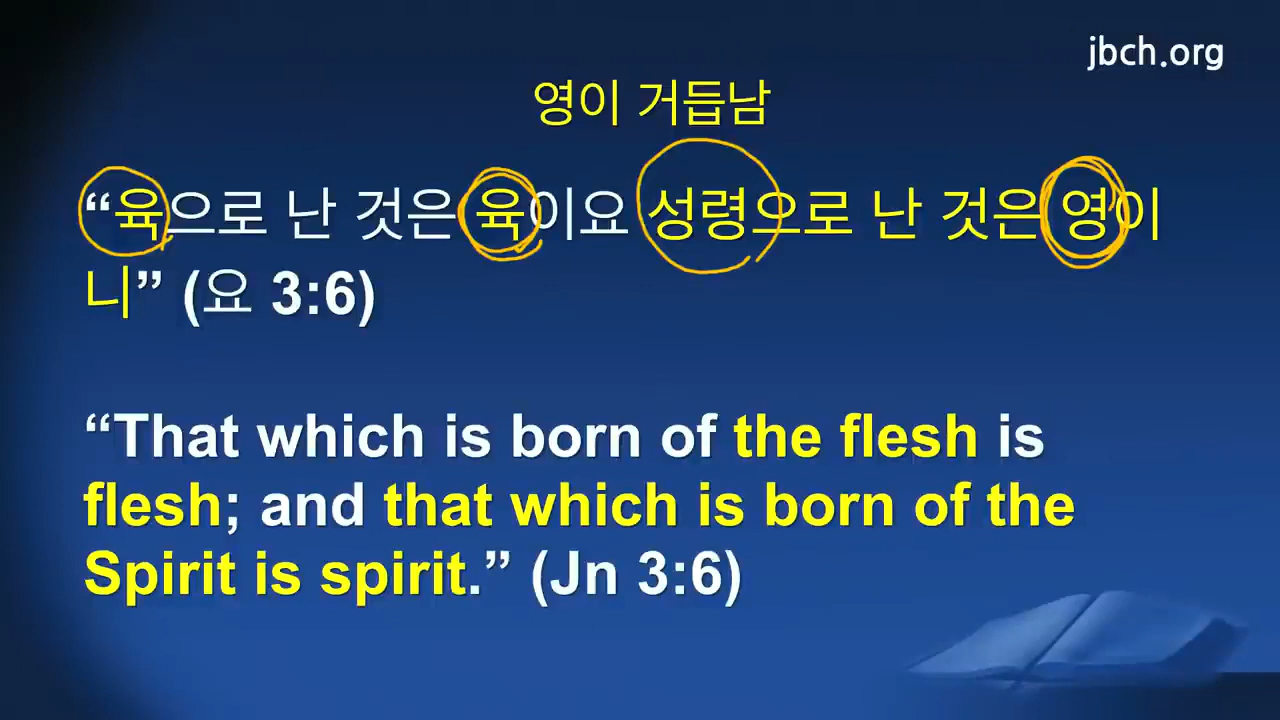 jbch.org
영이 거듭남
“육으로 난 것은 육이요 성령으로 난 것은 영이
니” (요 3:6)
“That which is born of the flesh is
flesh; and that which is born of the
Spirit is spirit.” (Jn 3:6)